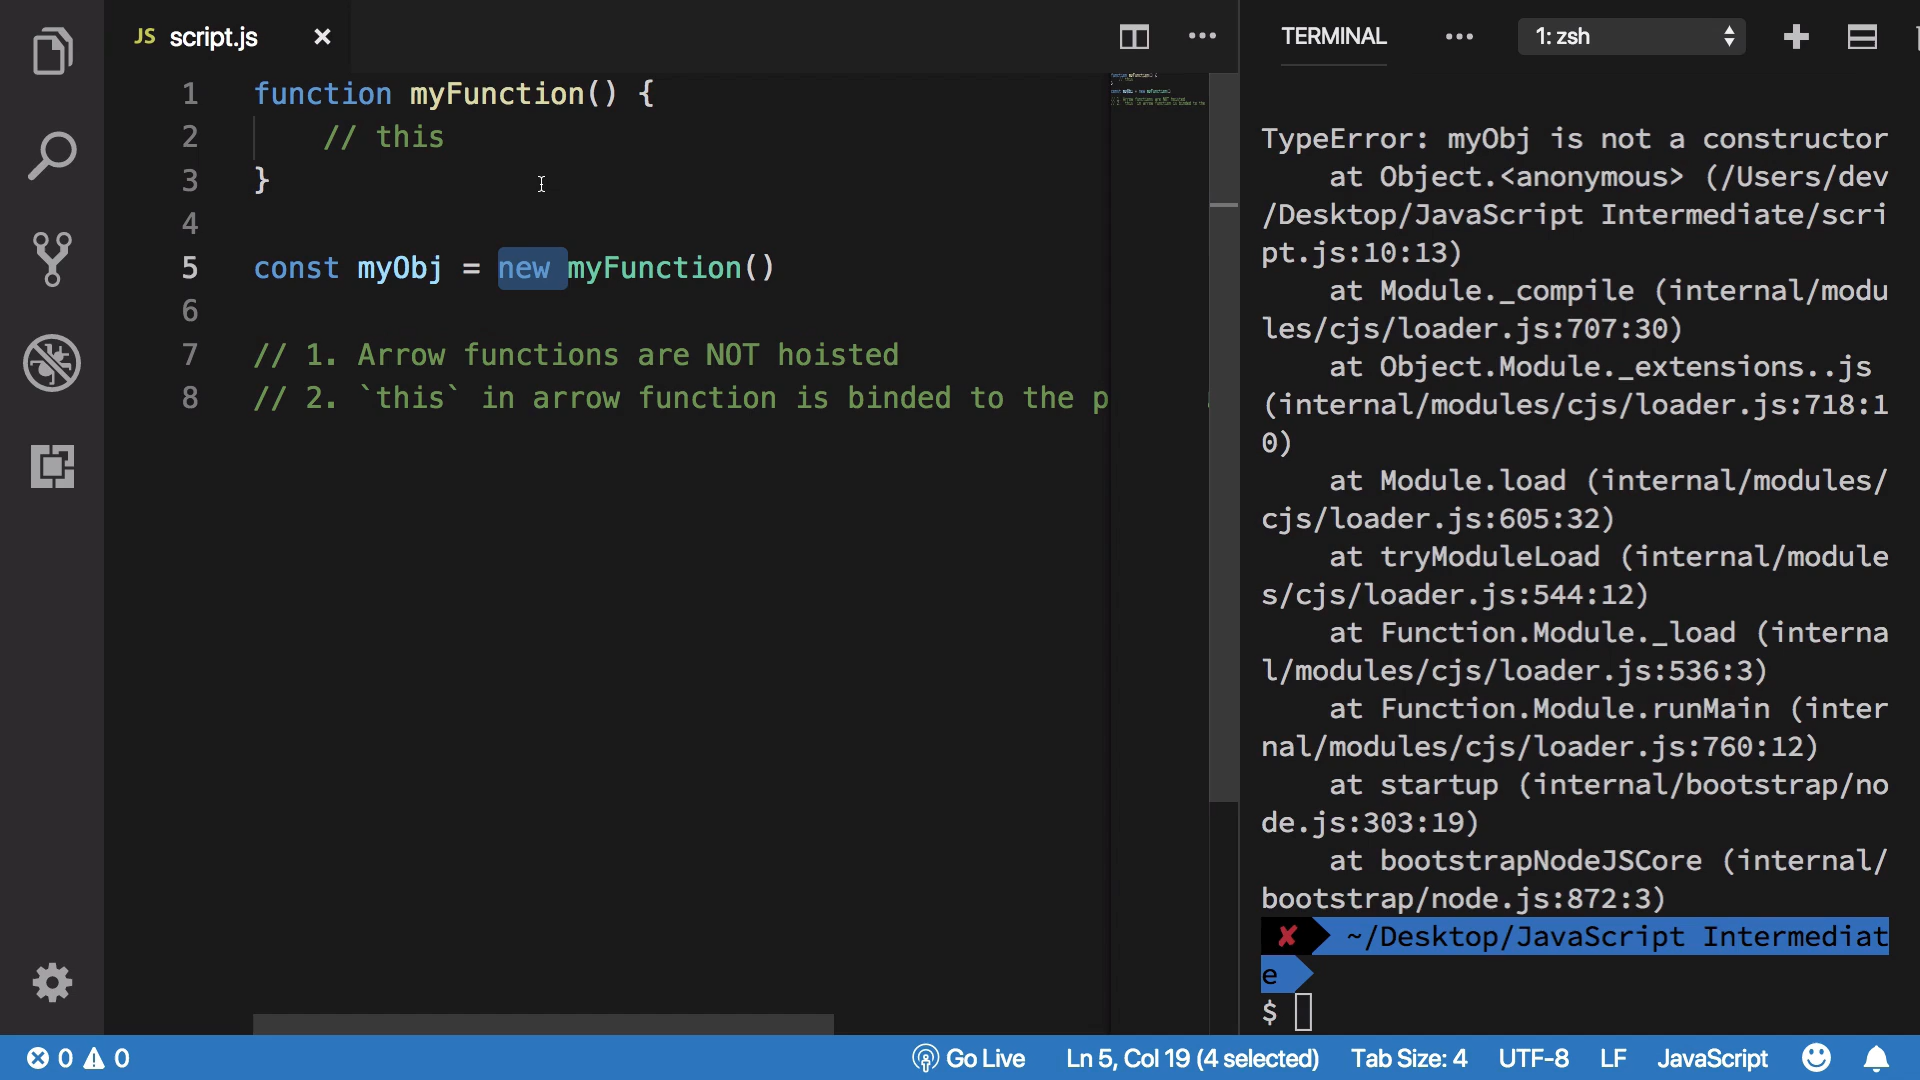 JS script.js ×
1 function myFunction() {
2 // this
3 }
4
5 const myObj = new myFunction()
6
7 // 1. Arrow functions are NOT hoisted
8 // 2. `this` in arrow function is binded to the p
TERMINAL ... 1: zsh
TypeError: myObj is not a constructor
at Object.<anonymous> (/Users/dev
/Desktop/JavaScript Intermediate/scri
pt.js:10:13)
at Module._compile (internal/modu
les/cjs/loader.js:707:30)
at Object.Module._extensions..js
(internal/modules/cjs/loader.js:718:1
0)
at Module.load (internal/modules/
cjs/loader.js:605:32)
at tryModuleLoad (internal/module
s/cjs/loader.js:544:12)
at Function.Module._load (interna
l/modules/cjs/loader.js:536:3)
at Function.Module.runMain (inter
nal/modules/cjs/loader.js:760:12)
at startup (internal/bootstrap/no
de.js:303:19)
at bootstrapNodeJSCore (internal/
bootstrap/node.js:872:3)
✘ ~/Desktop/JavaScript Intermediat
e
$
0 0 Go Live Ln 5, Col 19 (4 selected) Tab Size: 4 UTF-8 LF JavaScript